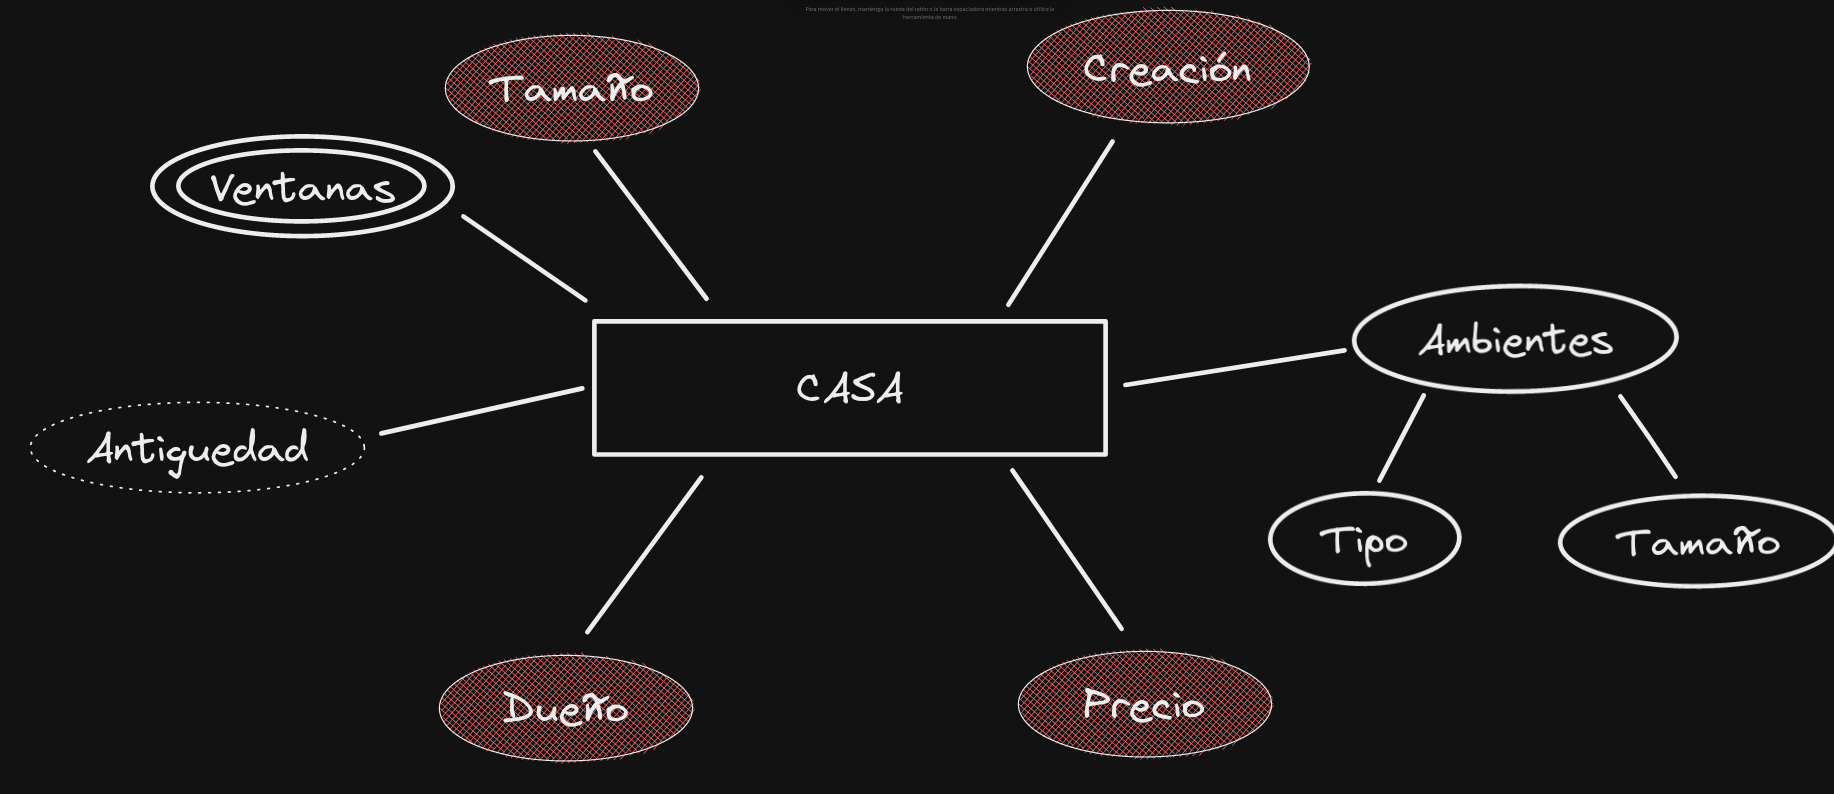 Para mover el lienzo, mantenga la rueda del ratón o la barra espaciadora mientras arrastra o utilice la
herramienta de mano
Tamaño
Creación
Ventanas
Ambientes
CASA
Antiguedad
Tipo
Tamaño
Dueño
Precio